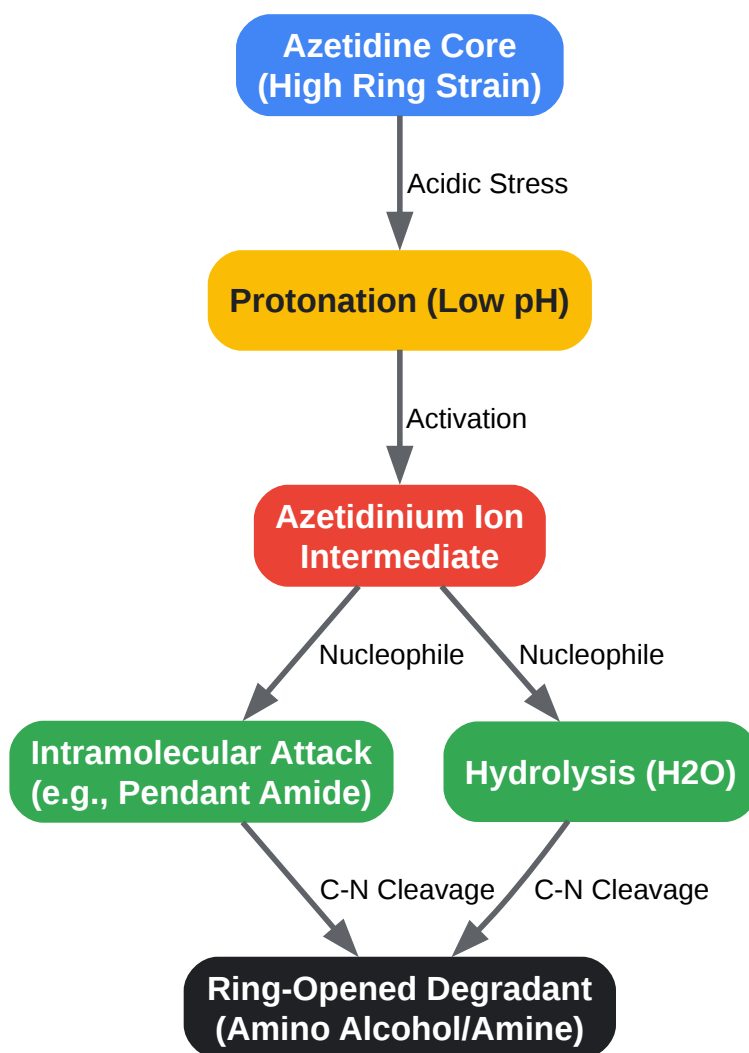 Azetidine Core
(High Ring Strain)
Acidic Stress
Protonation (Low pH)
Activation
Azetidinium Ion
Intermediate
Nucleophile
Nucleophile
Intramolecular Attack
(e.g., Pendant Amide)
Hydrolysis (H2O)
C-N Cleavage
C-N Cleavage
Ring-Opened Degradant
(Amino Alcohol/Amine)